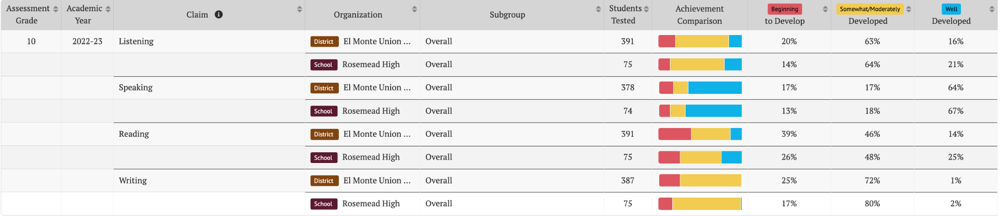 Assessment Grade Academic Year Claim Organization Subgroup Students Tested Achievement Comparison Beginning to Develop Somewhat/Moderately Developed Well Developed
10 2022-23 Listening District El Monte Union ... Overall 391 20% 63% 16%
School Rosemead High Overall 75 14% 64% 21%
Speaking District El Monte Union ... Overall 378 17% 17% 64%
School Rosemead High Overall 74 13% 18% 67%
Reading District El Monte Union ... Overall 391 39% 46% 14%
School Rosemead High Overall 75 26% 48% 25%
Writing District El Monte Union ... Overall 387 25% 72% 1%
School Rosemead High Overall 75 17% 80% 2%